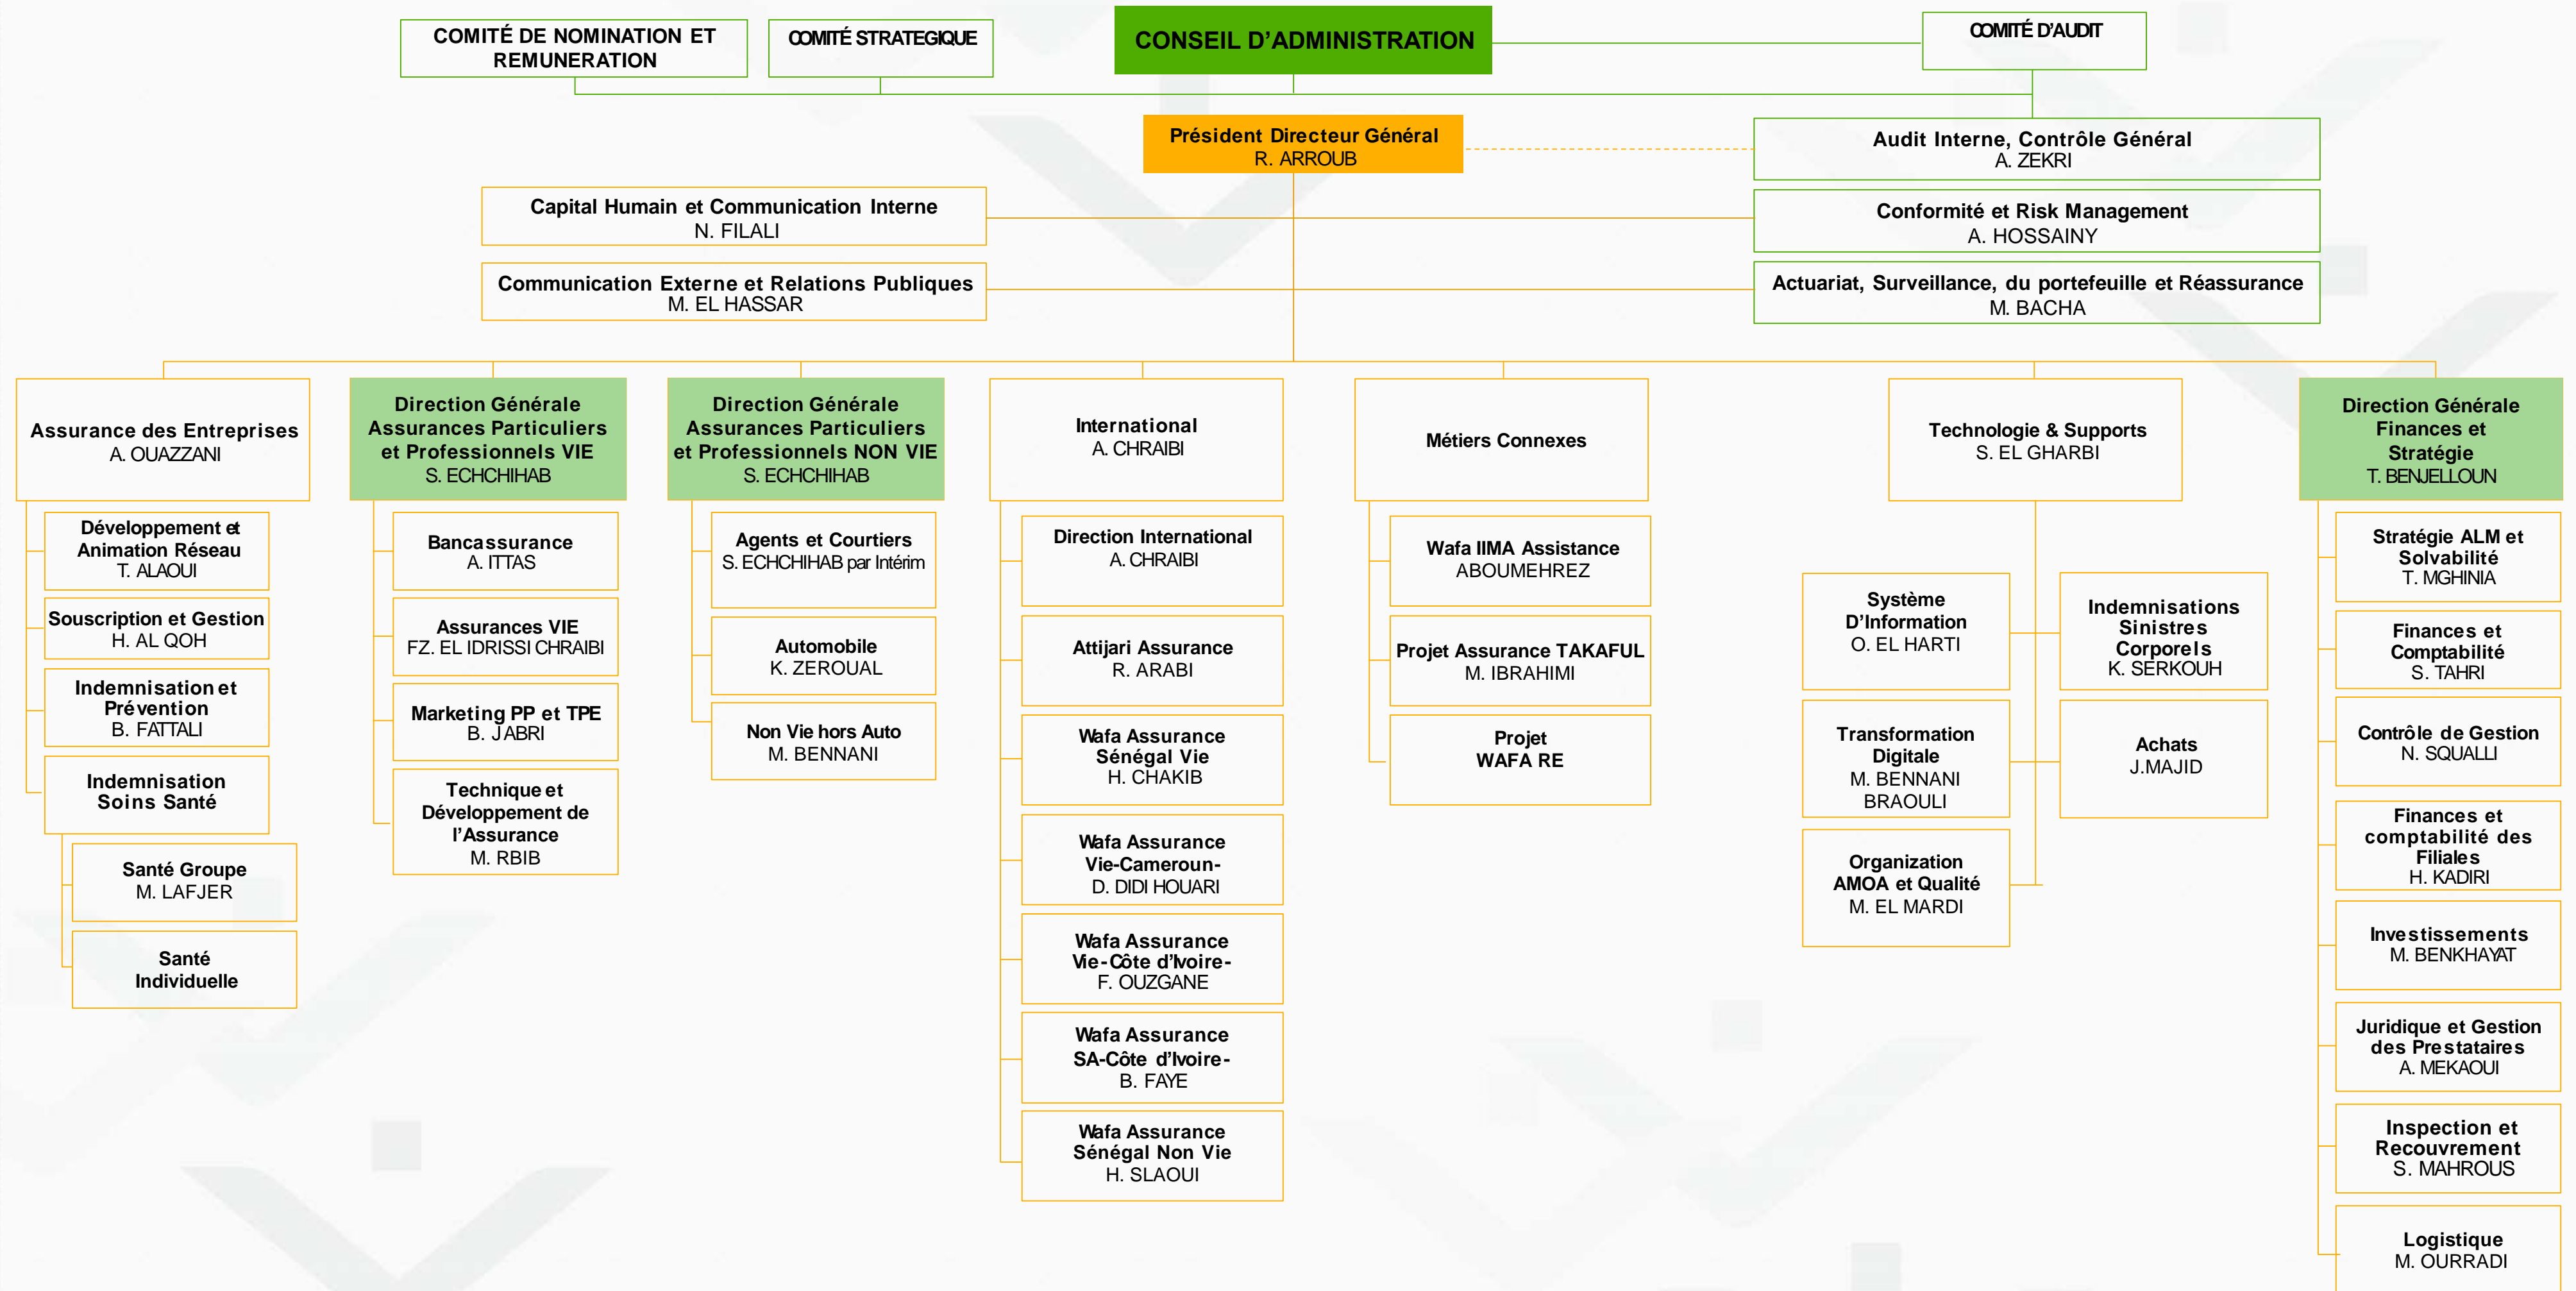 COMITÉ DE NOMINATION ET
REMUNERATION
COMITÉ STRATEGIQUE
CONSEIL D'ADMINISTRATION
COMITÉ D'AUDIT
Président Directeur Général
R. ARROUB
Audit Interne, Contrôle Général
A. ZEKRI
Capital Humain et Communication Interne
N. FILALI
Conformité et Risk Management
A. HOSSAINY
Communication Externe et Relations Publiques
M. EL HASSAR
Actuariat, Surveillance, du portefeuille et Réassurance
M. BACHA
Assurance des Entreprises
A. OUAZZANI
Développement et
Animation Réseau
T. ALAOUI
Souscription et Gestion
H. AL QOH
Indemnisation et
Prévention
B. FATTALI
Indemnisation
Soins Santé
Santé Groupe
M. LAFJER
Santé
Individuelle
Direction Générale
Assurances Particuliers
et Professionnels VIE
S. ECHCHIHAB
Bancassurance
A. ITTAS
Assurances VIE
FZ. EL IDRISSI CHRAIBI
Marketing PP et TPE
B. JABRI
Technique et
Développement de
l'Assurance
M. RBIB
Direction Générale
Assurances Particuliers
et Professionnels NON VIE
S. ECHCHIHAB
Agents et Courtiers
S. ECHCHIHAB par Intérim
Automobile
K. ZEROUAL
Non Vie hors Auto
M. BENNANI
International
A. CHRAIBI
Direction International
A. CHRAIBI
Attijari Assurance
R. ARABI
Wafa Assurance
Sénégal Vie
H. CHAKIB
Wafa Assurance
Vie-Cameroun-
D. DIDI HOUARI
Wafa Assurance
Vie-Côte d'Ivoire-
F. OUZGANE
Wafa Assurance
SA-Côte d'Ivoire-
B. FAYE
Wafa Assurance
Sénégal Non Vie
H. SLAOUI
Métiers Connexes
Wafa IIMA Assistance
ABOUMEHREZ
Projet Assurance TAKAFUL
M. IBRAHIMI
Projet
WAFA RE
Technologie & Supports
S. EL GHARBI
Système
D'Information
O. EL HARTI
Indemnisations
Sinistres
Corporels
K. SERKOUH
Transformation
Digitale
M. BENNANI
BRAOULI
Achats
J.MAJID
Organization
AMOA et Qualité
M. EL MARDI
Direction Générale
Finances et
Stratégie
T. BENJELLOUN
Stratégie ALM et
Solvabilité
T. MGHINIA
Finances et
Comptabilité
S. TAHRI
Contrôle de Gestion
N. SQUALLI
Finances et
comptabilité des
Filiales
H. KADIRI
Investissements
M. BENKHAYAT
Juridique et Gestion
des Prestataires
A. MEKAOUI
Inspection et
Recouvrement
S. MAHROUS
Logistique
M. OURRADI